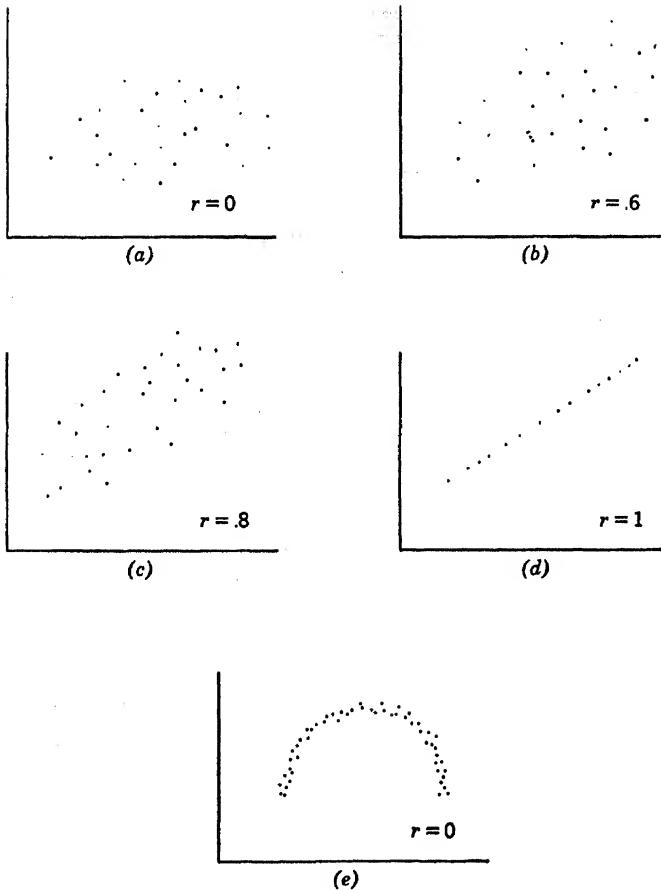 r = 0
(a)
r = .6
(b)
r = .8
(c)
r = 1
(d)
r = 0
(e)